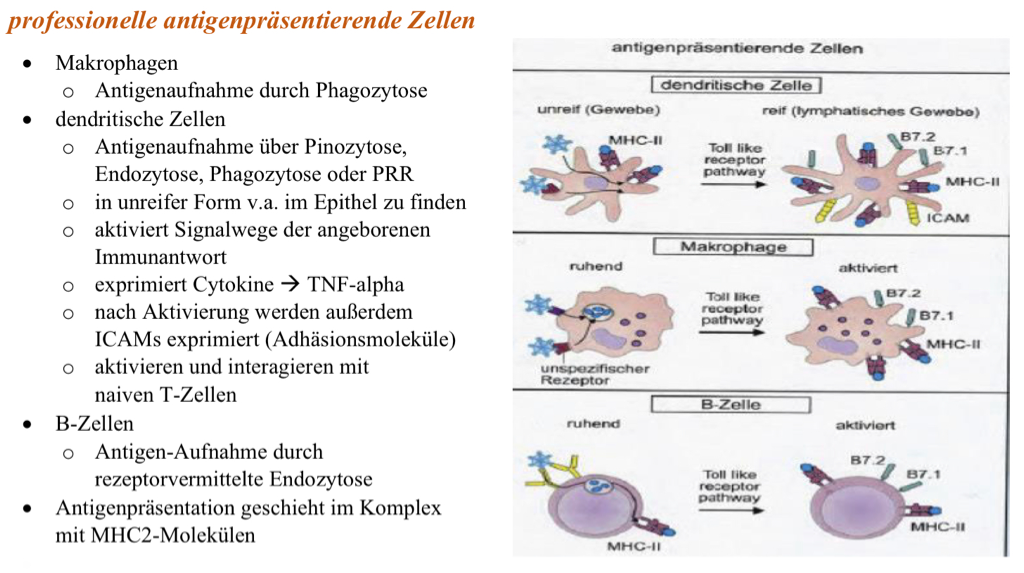 professionelle antigenpräsentierende Zellen
• Makrophagen
o Antigenaufnahme durch Phagozytose
• dendritische Zellen
o Antigenaufnahme über Pinozytose,
Endozytose, Phagozytose oder PRR
o in unreifer Form v.a. im Epithel zu finden
o aktiviert Signalwege der angeborenen
Immunantwort
o exprimiert Cytokine → TNF-alpha
o nach Aktivierung werden außerdem
ICAMs exprimiert (Adhäsionsmoleküle)
o aktivieren und interagieren mit
naiven T-Zellen
• B-Zellen
o Antigen-Aufnahme durch
rezeptorvermittelte Endozytose
• Antigenpräsentation geschieht im Komplex
mit MHC2-Molekülen
antigenpräsentierende Zellen
dendritische Zelle
unreif (Gewebe)
reif (lymphatisches Gewebe)
MHC-II
Toll like
receptor
pathway
B7.2
B7.1
MHC-II
ICAM
Makrophage
ruhend
aktiviert
Toll like
receptor
pathway
B7.2
B7.1
MHC-II
unspezifischer
Rezeptor
B-Zelle
ruhend
aktiviert
Toll like
receptor
pathway
B7.2
B7.1
MHC-II
MHC-II